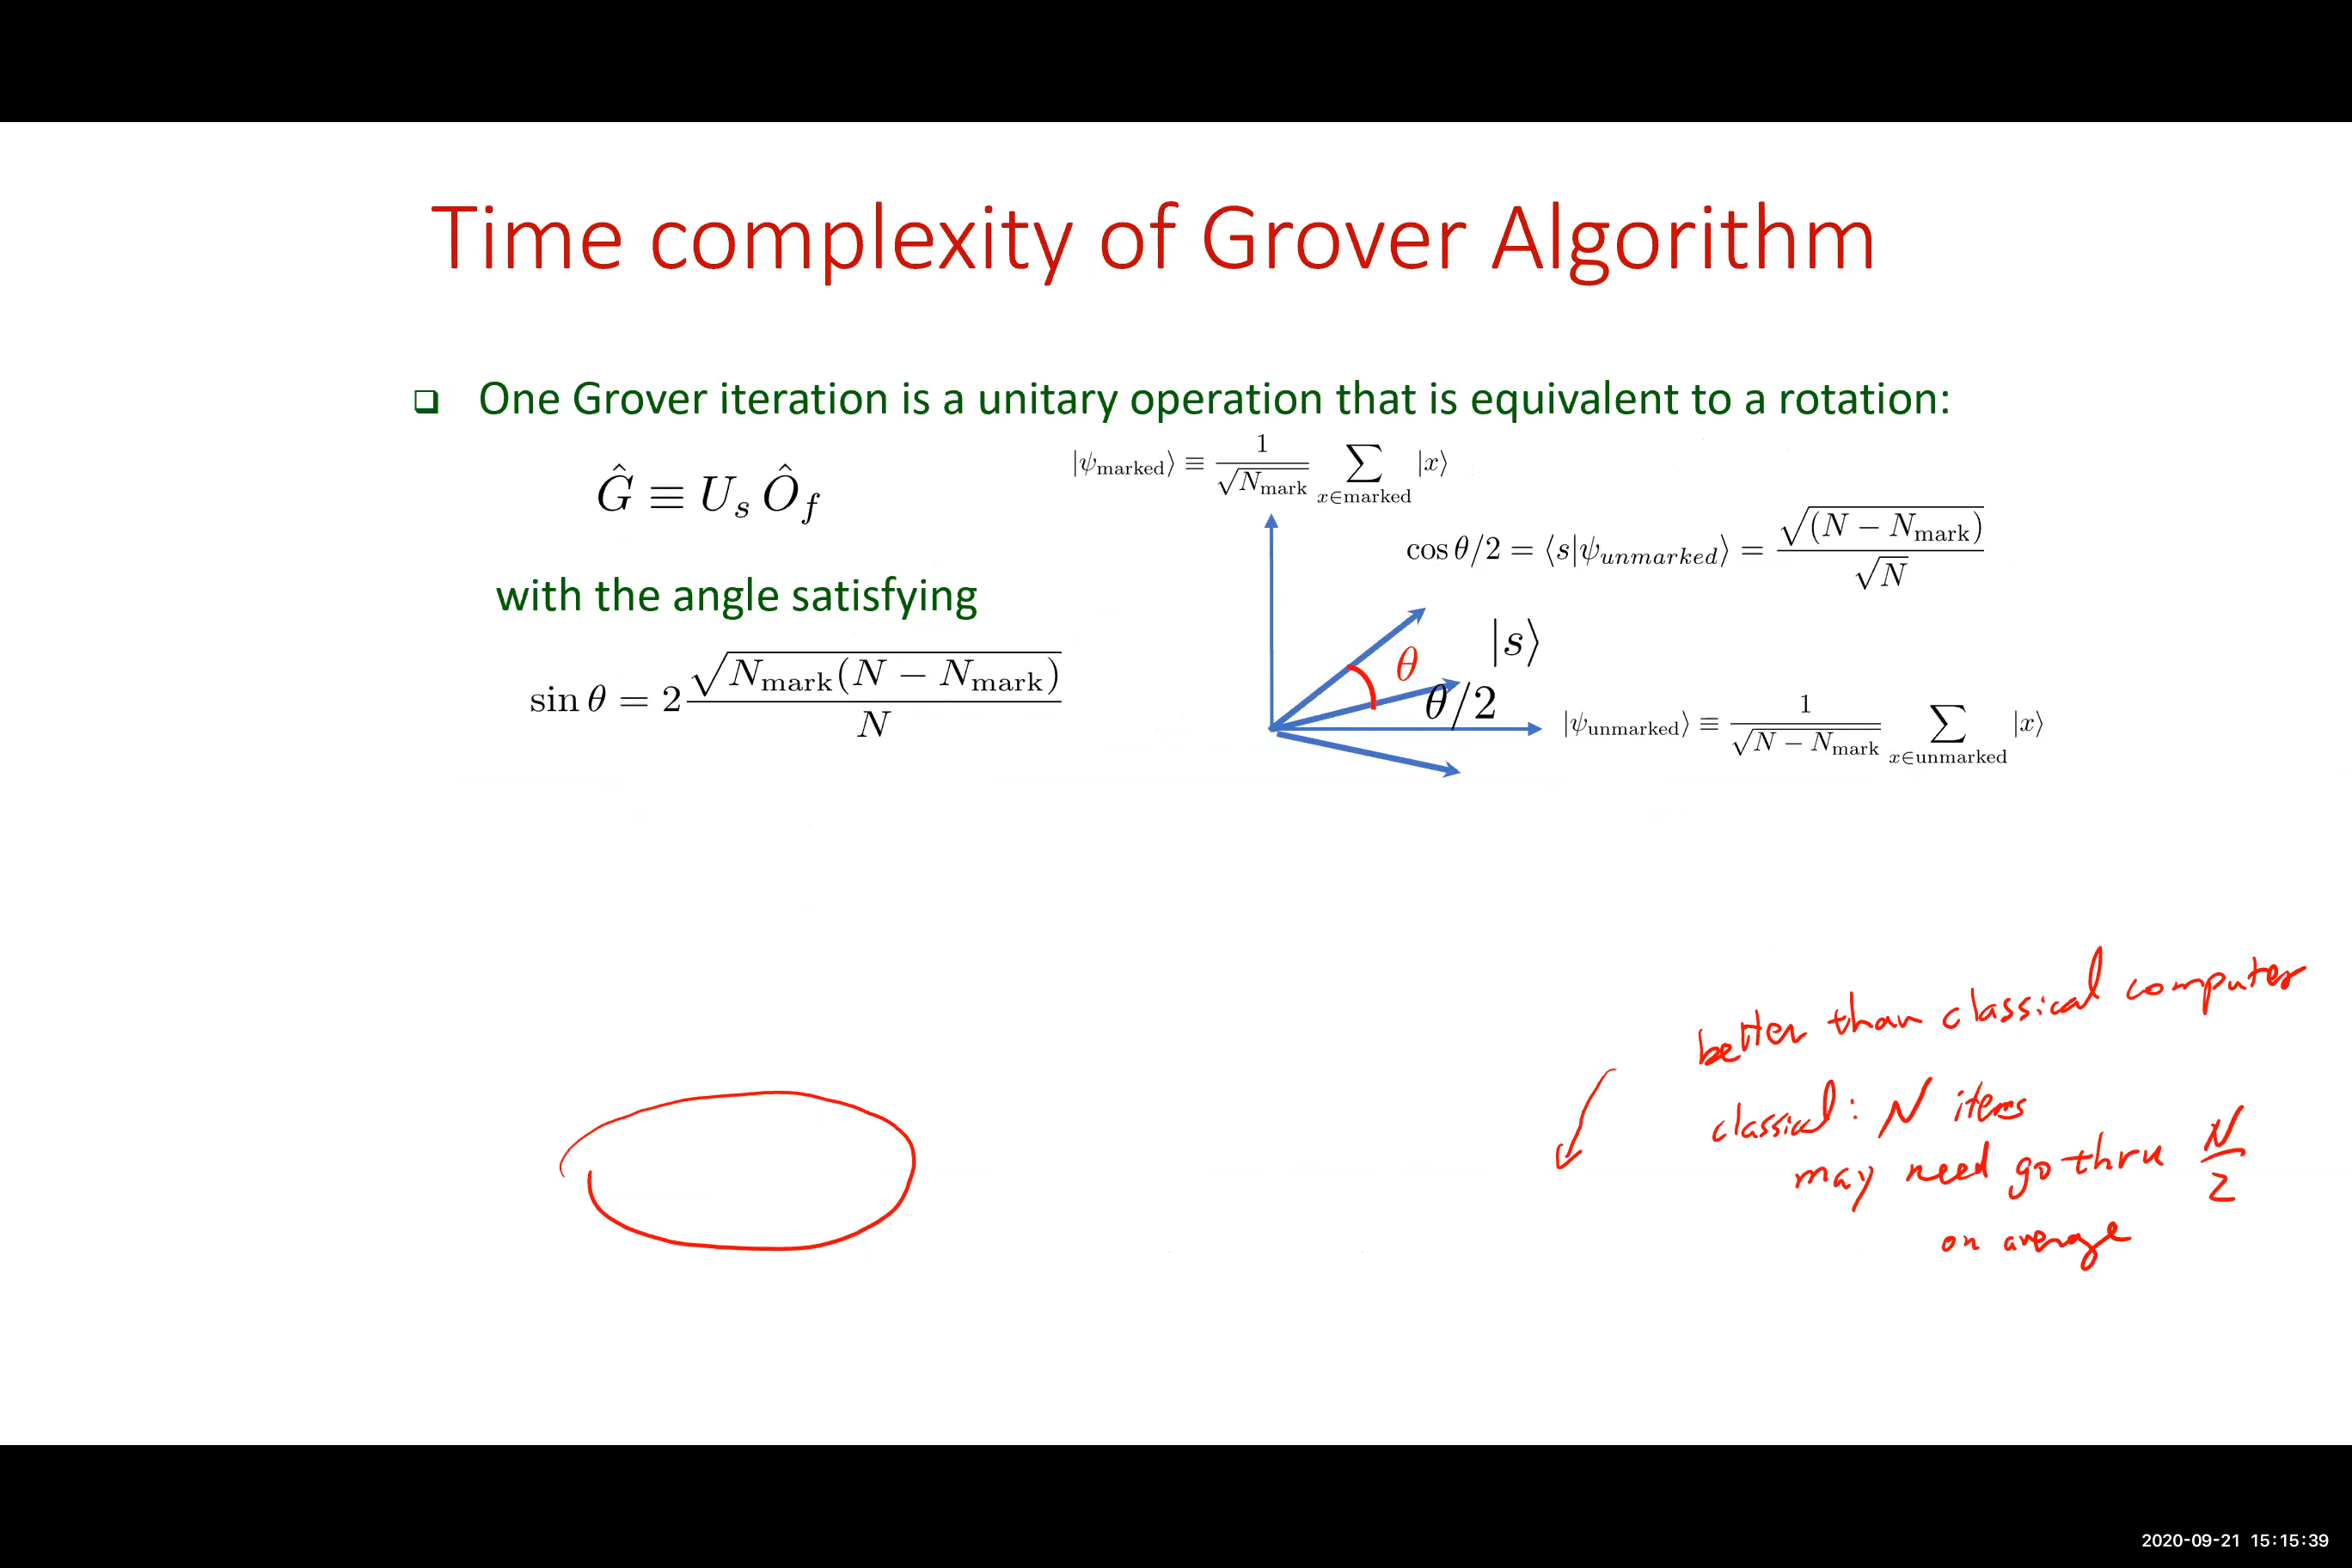 Time complexity of Grover Algorithm
❑ One Grover iteration is a unitary operation that is equivalent to a rotation:
|ψ_marked⟩ ≡ 1/√N_mark ∑_{x∈marked} |x⟩
Ĝ ≡ U_s Ô_f
cos θ/2 = ⟨s|ψ_unmarked⟩ = √(N − N_mark)/√N
with the angle satisfying
|s⟩
θ
sin θ = 2 √(N_mark(N − N_mark))/N
θ/2
|ψ_unmarked⟩ ≡ 1/√(N − N_mark) ∑_{x∈unmarked} |x⟩
better than classical computer
classical: N items
may need go thru N/2
on average
2020-09-21 15:15:39